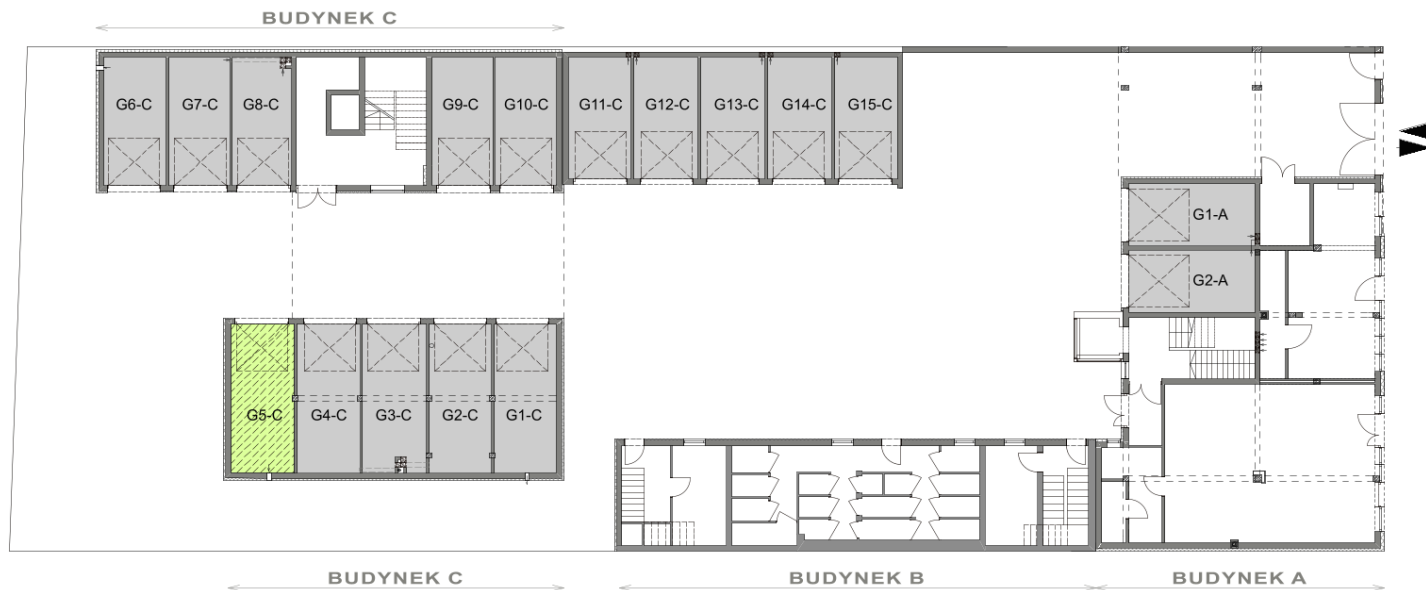 BUDYNEK C
G6-C G7-C G8-C G9-C G10-C G11-C G12-C G13-C G14-C G15-C
G1-A
G2-A
G5-C G4-C G3-C G2-C G1-C
BUDYNEK C BUDYNEK B BUDYNEK A